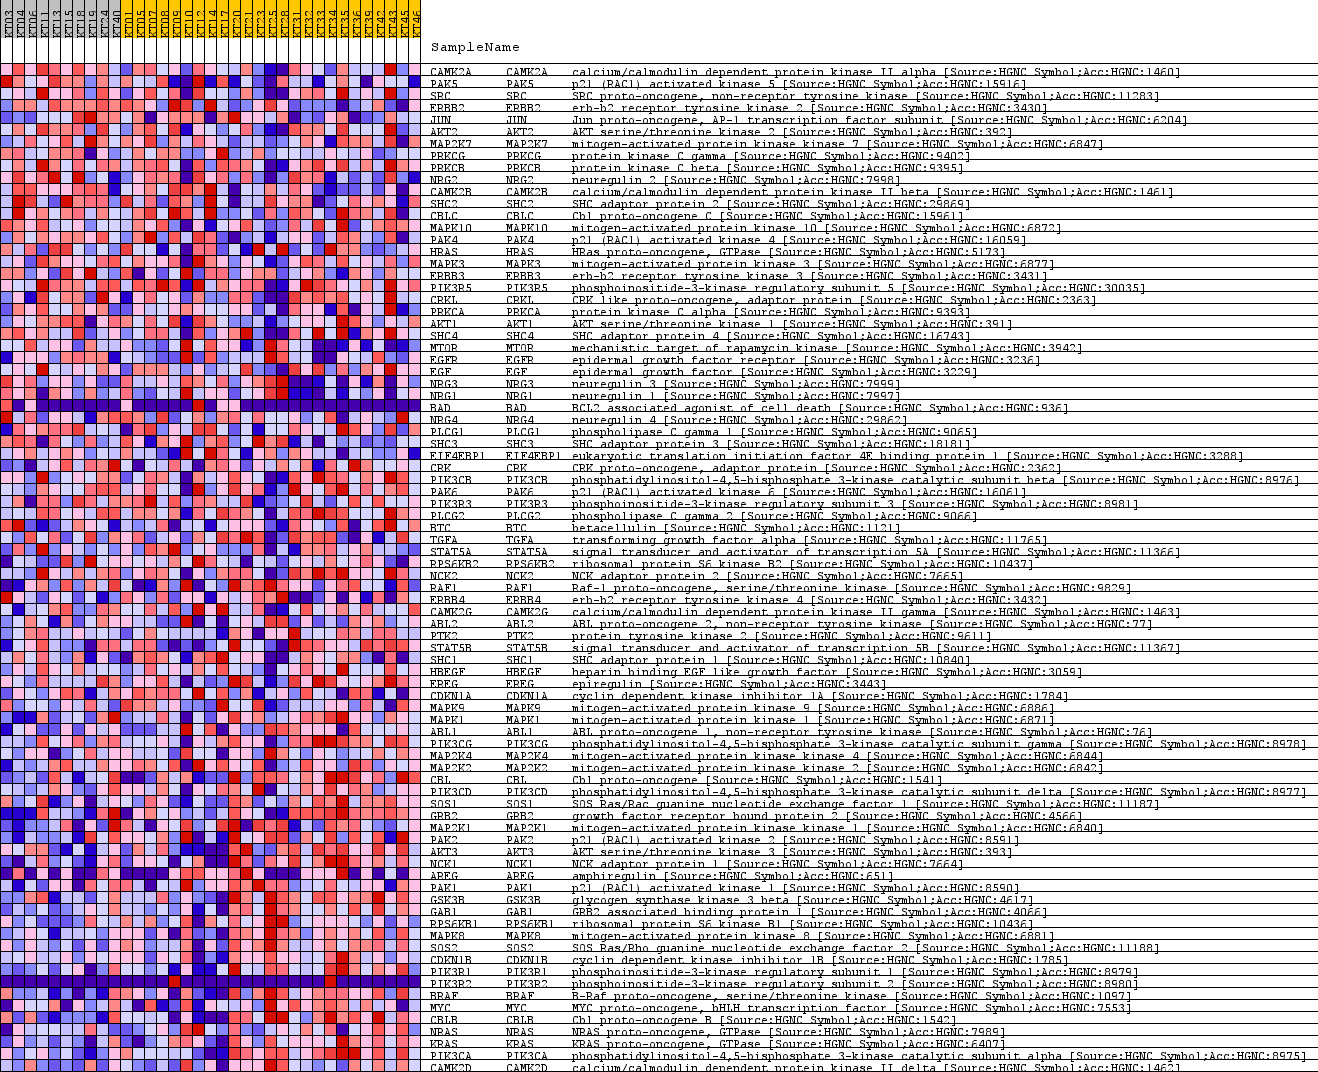 KT03 KT04 KT06 KT11 KT13 KT15 KT18 KT19 KT24 KT40 KT01 KT05 KT07 KT08 KT09 KT10 KT12 KT14 KT17 KT20 KT21 KT23 KT25 KT28 KT31 KT32 KT33 KT34 KT35 KT36 KT39 KT42 KT43 KT45 KT46
SampleName
CAMK2A CAMK2A calcium/calmodulin dependent protein kinase II alpha [Source:HGNC Symbol;Acc:HGNC:1460]
PAK5 PAK5 p21 (RAC1) activated kinase 5 [Source:HGNC Symbol;Acc:HGNC:15916]
SRC SRC SRC proto-oncogene, non-receptor tyrosine kinase [Source:HGNC Symbol;Acc:HGNC:11283]
ERBB2 ERBB2 erb-b2 receptor tyrosine kinase 2 [Source:HGNC Symbol;Acc:HGNC:3430]
JUN JUN Jun proto-oncogene, AP-1 transcription factor subunit [Source:HGNC Symbol;Acc:HGNC:6204]
AKT2 AKT2 AKT serine/threonine kinase 2 [Source:HGNC Symbol;Acc:HGNC:392]
MAP2K7 MAP2K7 mitogen-activated protein kinase kinase 7 [Source:HGNC Symbol;Acc:HGNC:6847]
PRKCG PRKCG protein kinase C gamma [Source:HGNC Symbol;Acc:HGNC:9402]
PRKCB PRKCB protein kinase C beta [Source:HGNC Symbol;Acc:HGNC:9395]
NRG2 NRG2 neuregulin 2 [Source:HGNC Symbol;Acc:HGNC:7998]
CAMK2B CAMK2B calcium/calmodulin dependent protein kinase II beta [Source:HGNC Symbol;Acc:HGNC:1461]
SHC2 SHC2 SHC adaptor protein 2 [Source:HGNC Symbol;Acc:HGNC:29869]
CBLC CBLC Cbl proto-oncogene C [Source:HGNC Symbol;Acc:HGNC:15961]
MAPK10 MAPK10 mitogen-activated protein kinase 10 [Source:HGNC Symbol;Acc:HGNC:6872]
PAK4 PAK4 p21 (RAC1) activated kinase 4 [Source:HGNC Symbol;Acc:HGNC:16059]
HRAS HRAS HRas proto-oncogene, GTPase [Source:HGNC Symbol;Acc:HGNC:5173]
MAPK3 MAPK3 mitogen-activated protein kinase 3 [Source:HGNC Symbol;Acc:HGNC:6877]
ERBB3 ERBB3 erb-b2 receptor tyrosine kinase 3 [Source:HGNC Symbol;Acc:HGNC:3431]
PIK3R5 PIK3R5 phosphoinositide-3-kinase regulatory subunit 5 [Source:HGNC Symbol;Acc:HGNC:30035]
CRKL CRKL CRK like proto-oncogene, adaptor protein [Source:HGNC Symbol;Acc:HGNC:2363]
PRKCA PRKCA protein kinase C alpha [Source:HGNC Symbol;Acc:HGNC:9393]
AKT1 AKT1 AKT serine/threonine kinase 1 [Source:HGNC Symbol;Acc:HGNC:391]
SHC4 SHC4 SHC adaptor protein 4 [Source:HGNC Symbol;Acc:HGNC:16743]
MTOR MTOR mechanistic target of rapamycin kinase [Source:HGNC Symbol;Acc:HGNC:3942]
EGFR EGFR epidermal growth factor receptor [Source:HGNC Symbol;Acc:HGNC:3236]
EGF EGF epidermal growth factor [Source:HGNC Symbol;Acc:HGNC:3229]
NRG3 NRG3 neuregulin 3 [Source:HGNC Symbol;Acc:HGNC:7999]
NRG1 NRG1 neuregulin 1 [Source:HGNC Symbol;Acc:HGNC:7997]
BAD BAD BCL2 associated agonist of cell death [Source:HGNC Symbol;Acc:HGNC:936]
NRG4 NRG4 neuregulin 4 [Source:HGNC Symbol;Acc:HGNC:29862]
PLCG1 PLCG1 phospholipase C gamma 1 [Source:HGNC Symbol;Acc:HGNC:9065]
SHC3 SHC3 SHC adaptor protein 3 [Source:HGNC Symbol;Acc:HGNC:18181]
EIF4EBP1 EIF4EBP1 eukaryotic translation initiation factor 4E binding protein 1 [Source:HGNC Symbol;Acc:HGNC:3288]
CRK CRK CRK proto-oncogene, adaptor protein [Source:HGNC Symbol;Acc:HGNC:2362]
PIK3CB PIK3CB phosphatidylinositol-4,5-bisphosphate 3-kinase catalytic subunit beta [Source:HGNC Symbol;Acc:HGNC:8976]
PAK6 PAK6 p21 (RAC1) activated kinase 6 [Source:HGNC Symbol;Acc:HGNC:16061]
PIK3R3 PIK3R3 phosphoinositide-3-kinase regulatory subunit 3 [Source:HGNC Symbol;Acc:HGNC:8981]
PLCG2 PLCG2 phospholipase C gamma 2 [Source:HGNC Symbol;Acc:HGNC:9066]
BTC BTC betacellulin [Source:HGNC Symbol;Acc:HGNC:1121]
TGFA TGFA transforming growth factor alpha [Source:HGNC Symbol;Acc:HGNC:11765]
STAT5A STAT5A signal transducer and activator of transcription 5A [Source:HGNC Symbol;Acc:HGNC:11366]
RPS6KB2 RPS6KB2 ribosomal protein S6 kinase B2 [Source:HGNC Symbol;Acc:HGNC:10437]
NCK2 NCK2 NCK adaptor protein 2 [Source:HGNC Symbol;Acc:HGNC:7665]
RAF1 RAF1 Raf-1 proto-oncogene, serine/threonine kinase [Source:HGNC Symbol;Acc:HGNC:9829]
ERBB4 ERBB4 erb-b2 receptor tyrosine kinase 4 [Source:HGNC Symbol;Acc:HGNC:3432]
CAMK2G CAMK2G calcium/calmodulin dependent protein kinase II gamma [Source:HGNC Symbol;Acc:HGNC:1463]
ABL2 ABL2 ABL proto-oncogene 2, non-receptor tyrosine kinase [Source:HGNC Symbol;Acc:HGNC:77]
PTK2 PTK2 protein tyrosine kinase 2 [Source:HGNC Symbol;Acc:HGNC:9611]
STAT5B STAT5B signal transducer and activator of transcription 5B [Source:HGNC Symbol;Acc:HGNC:11367]
SHC1 SHC1 SHC adaptor protein 1 [Source:HGNC Symbol;Acc:HGNC:10840]
HBEGF HBEGF heparin binding EGF like growth factor [Source:HGNC Symbol;Acc:HGNC:3059]
EREG EREG epiregulin [Source:HGNC Symbol;Acc:HGNC:3443]
CDKN1A CDKN1A cyclin dependent kinase inhibitor 1A [Source:HGNC Symbol;Acc:HGNC:1784]
MAPK9 MAPK9 mitogen-activated protein kinase 9 [Source:HGNC Symbol;Acc:HGNC:6886]
MAPK1 MAPK1 mitogen-activated protein kinase 1 [Source:HGNC Symbol;Acc:HGNC:6871]
ABL1 ABL1 ABL proto-oncogene 1, non-receptor tyrosine kinase [Source:HGNC Symbol;Acc:HGNC:76]
PIK3CG PIK3CG phosphatidylinositol-4,5-bisphosphate 3-kinase catalytic subunit gamma [Source:HGNC Symbol;Acc:HGNC:8978]
MAP2K4 MAP2K4 mitogen-activated protein kinase kinase 4 [Source:HGNC Symbol;Acc:HGNC:6844]
MAP2K2 MAP2K2 mitogen-activated protein kinase kinase 2 [Source:HGNC Symbol;Acc:HGNC:6842]
CBL CBL Cbl proto-oncogene [Source:HGNC Symbol;Acc:HGNC:1541]
PIK3CD PIK3CD phosphatidylinositol-4,5-bisphosphate 3-kinase catalytic subunit delta [Source:HGNC Symbol;Acc:HGNC:8977]
SOS1 SOS1 SOS Ras/Rac guanine nucleotide exchange factor 1 [Source:HGNC Symbol;Acc:HGNC:11187]
GRB2 GRB2 growth factor receptor bound protein 2 [Source:HGNC Symbol;Acc:HGNC:4566]
MAP2K1 MAP2K1 mitogen-activated protein kinase kinase 1 [Source:HGNC Symbol;Acc:HGNC:6840]
PAK2 PAK2 p21 (RAC1) activated kinase 2 [Source:HGNC Symbol;Acc:HGNC:8591]
AKT3 AKT3 AKT serine/threonine kinase 3 [Source:HGNC Symbol;Acc:HGNC:393]
NCK1 NCK1 NCK adaptor protein 1 [Source:HGNC Symbol;Acc:HGNC:7664]
AREG AREG amphiregulin [Source:HGNC Symbol;Acc:HGNC:651]
PAK1 PAK1 p21 (RAC1) activated kinase 1 [Source:HGNC Symbol;Acc:HGNC:8590]
GSK3B GSK3B glycogen synthase kinase 3 beta [Source:HGNC Symbol;Acc:HGNC:4617]
GAB1 GAB1 GRB2 associated binding protein 1 [Source:HGNC Symbol;Acc:HGNC:4066]
RPS6KB1 RPS6KB1 ribosomal protein S6 kinase B1 [Source:HGNC Symbol;Acc:HGNC:10436]
MAPK8 MAPK8 mitogen-activated protein kinase 8 [Source:HGNC Symbol;Acc:HGNC:6881]
SOS2 SOS2 SOS Ras/Rho guanine nucleotide exchange factor 2 [Source:HGNC Symbol;Acc:HGNC:11188]
CDKN1B CDKN1B cyclin dependent kinase inhibitor 1B [Source:HGNC Symbol;Acc:HGNC:1785]
PIK3R1 PIK3R1 phosphoinositide-3-kinase regulatory subunit 1 [Source:HGNC Symbol;Acc:HGNC:8979]
PIK3R2 PIK3R2 phosphoinositide-3-kinase regulatory subunit 2 [Source:HGNC Symbol;Acc:HGNC:8980]
BRAF BRAF B-Raf proto-oncogene, serine/threonine kinase [Source:HGNC Symbol;Acc:HGNC:1097]
MYC MYC MYC proto-oncogene, bHLH transcription factor [Source:HGNC Symbol;Acc:HGNC:7553]
CBLB CBLB Cbl proto-oncogene B [Source:HGNC Symbol;Acc:HGNC:1542]
NRAS NRAS NRAS proto-oncogene, GTPase [Source:HGNC Symbol;Acc:HGNC:7989]
KRAS KRAS KRAS proto-oncogene, GTPase [Source:HGNC Symbol;Acc:HGNC:6407]
PIK3CA PIK3CA phosphatidylinositol-4,5-bisphosphate 3-kinase catalytic subunit alpha [Source:HGNC Symbol;Acc:HGNC:8975]
CAMK2D CAMK2D calcium/calmodulin dependent protein kinase II delta [Source:HGNC Symbol;Acc:HGNC:1462]